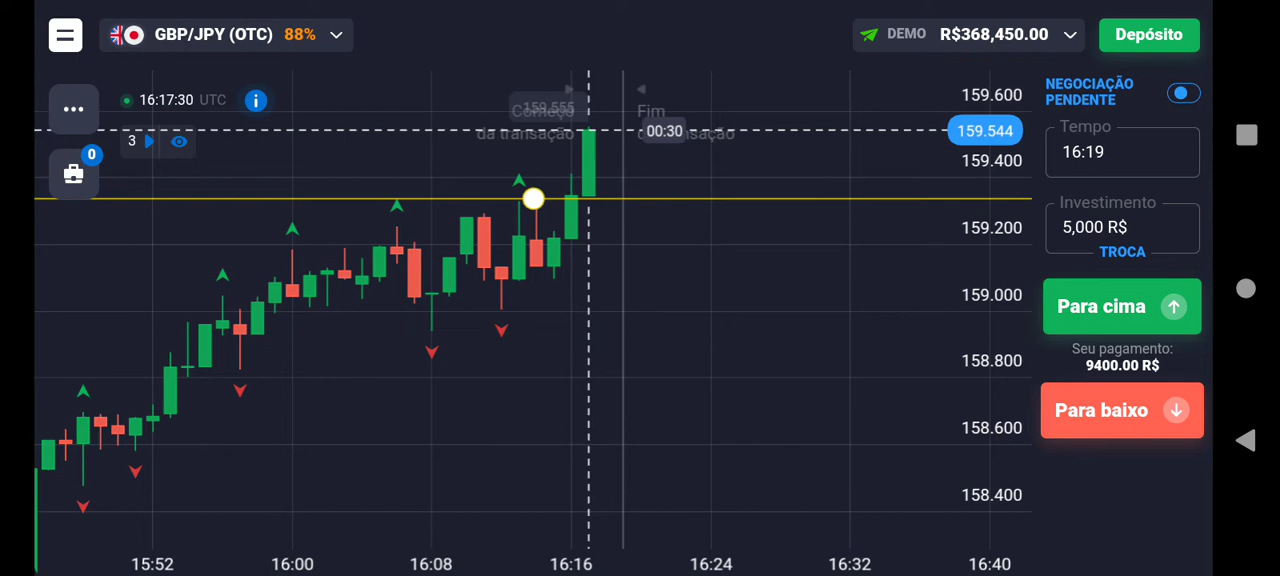 GBP/JPY (OTC) 88%
DEMO R$368,450.00
Depósito
16:17:30 UTC
i
3
0
159.555
Começo
da transação
Fim
00:30
159.600
159.544
159.400
159.200
159.000
158.800
158.600
158.400
15:52 16:00 16:08 16:16 16:24 16:32 16:40
NEGOCIAÇÃO
PENDENTE
Tempo
16:19
Investimento
5,000 R$
TROCA
Para cima
Seu pagamento:
9400.00 R$
Para baixo